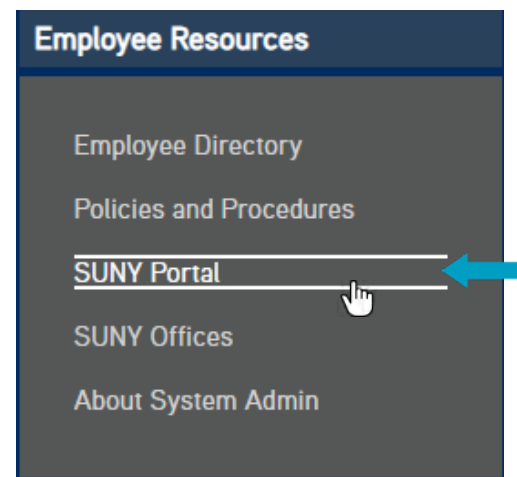 Employee Resources
Employee Directory
Policies and Procedures
SUNY Portal
SUNY Offices
About System Admin